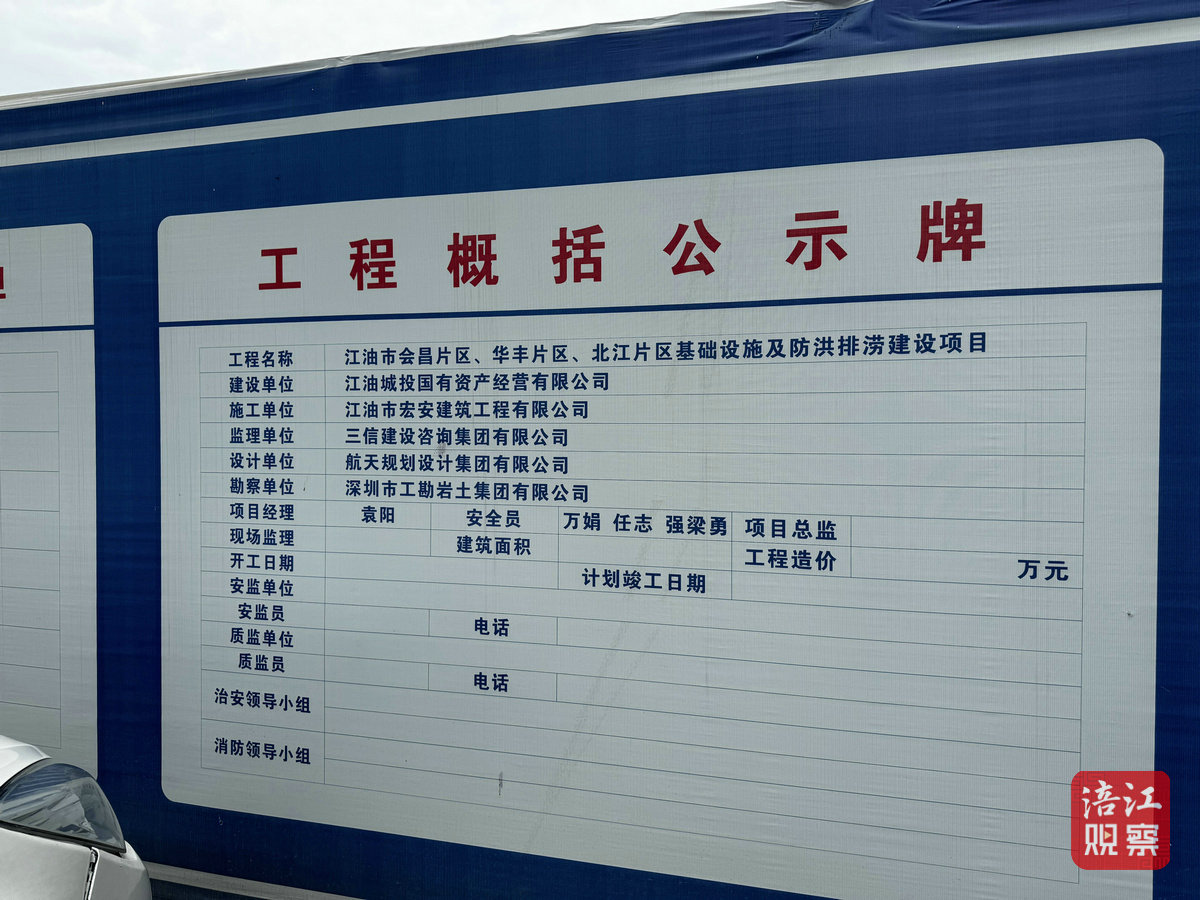 工程概括公示牌
工程名称 江油市会昌片区、华丰片区、北江片区基础设施及防洪排涝建设项目
建设单位 江油城投国有资产经营有限公司
施工单位 江油市宏安建筑工程有限公司
监理单位 三信建设咨询集团有限公司
设计单位 航天规划设计集团有限公司
勘察单位 深圳市工勘岩土集团有限公司
项目经理 袁阳 安全员 万娟 任志 强梁勇 项目总监
现场监理 建筑面积 工程造价 万元
开工日期 计划竣工日期
安监单位
安监员 电话
质监单位
质监员 电话
治安领导小组
消防领导小组
涪江
观察